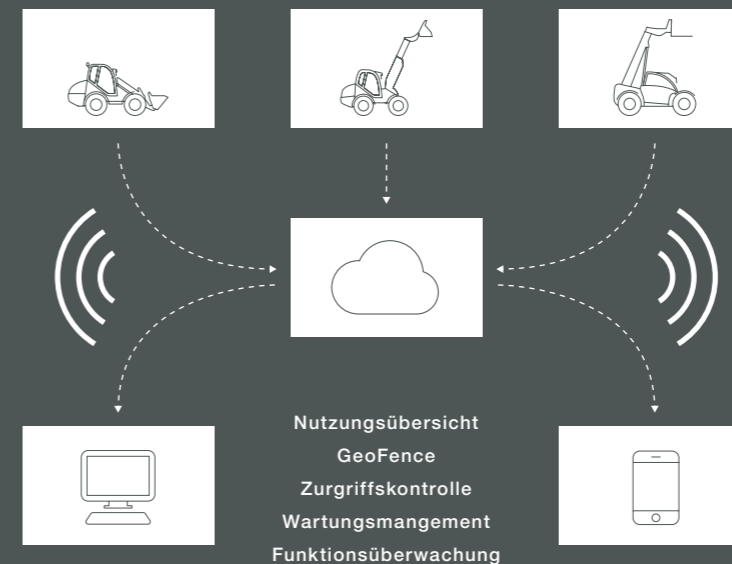 Nutzungsübersicht
GeoFence
Zurgriffskontrolle
Wartungsmangement
Funktionsüberwachung